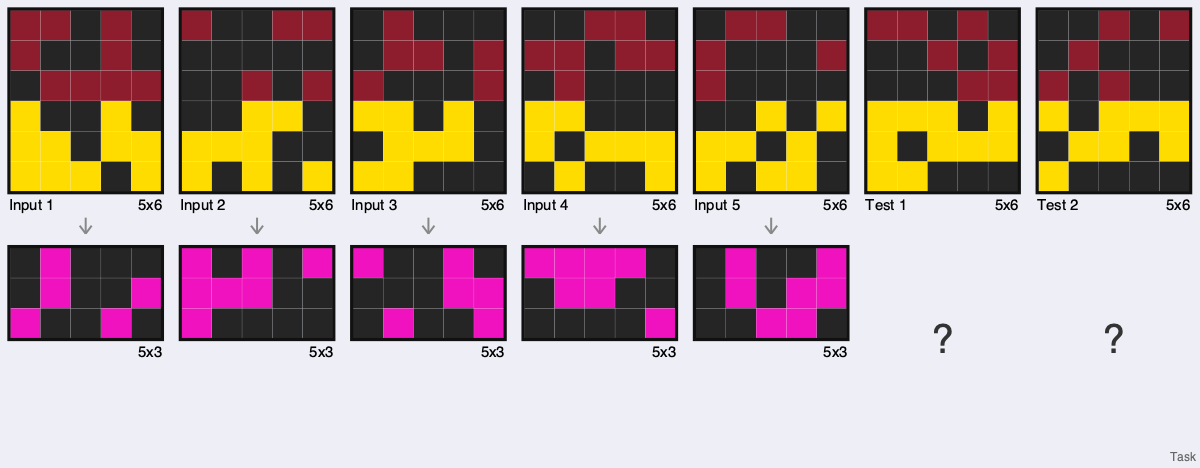 Input 1 5x6 Input 2 5x6 Input 3 5x6 Input 4 5x6 Input 5 5x6 Test 1 5x6 Test 2 5x6
? ?
5x3 5x3 5x3 5x3 5x3
Task